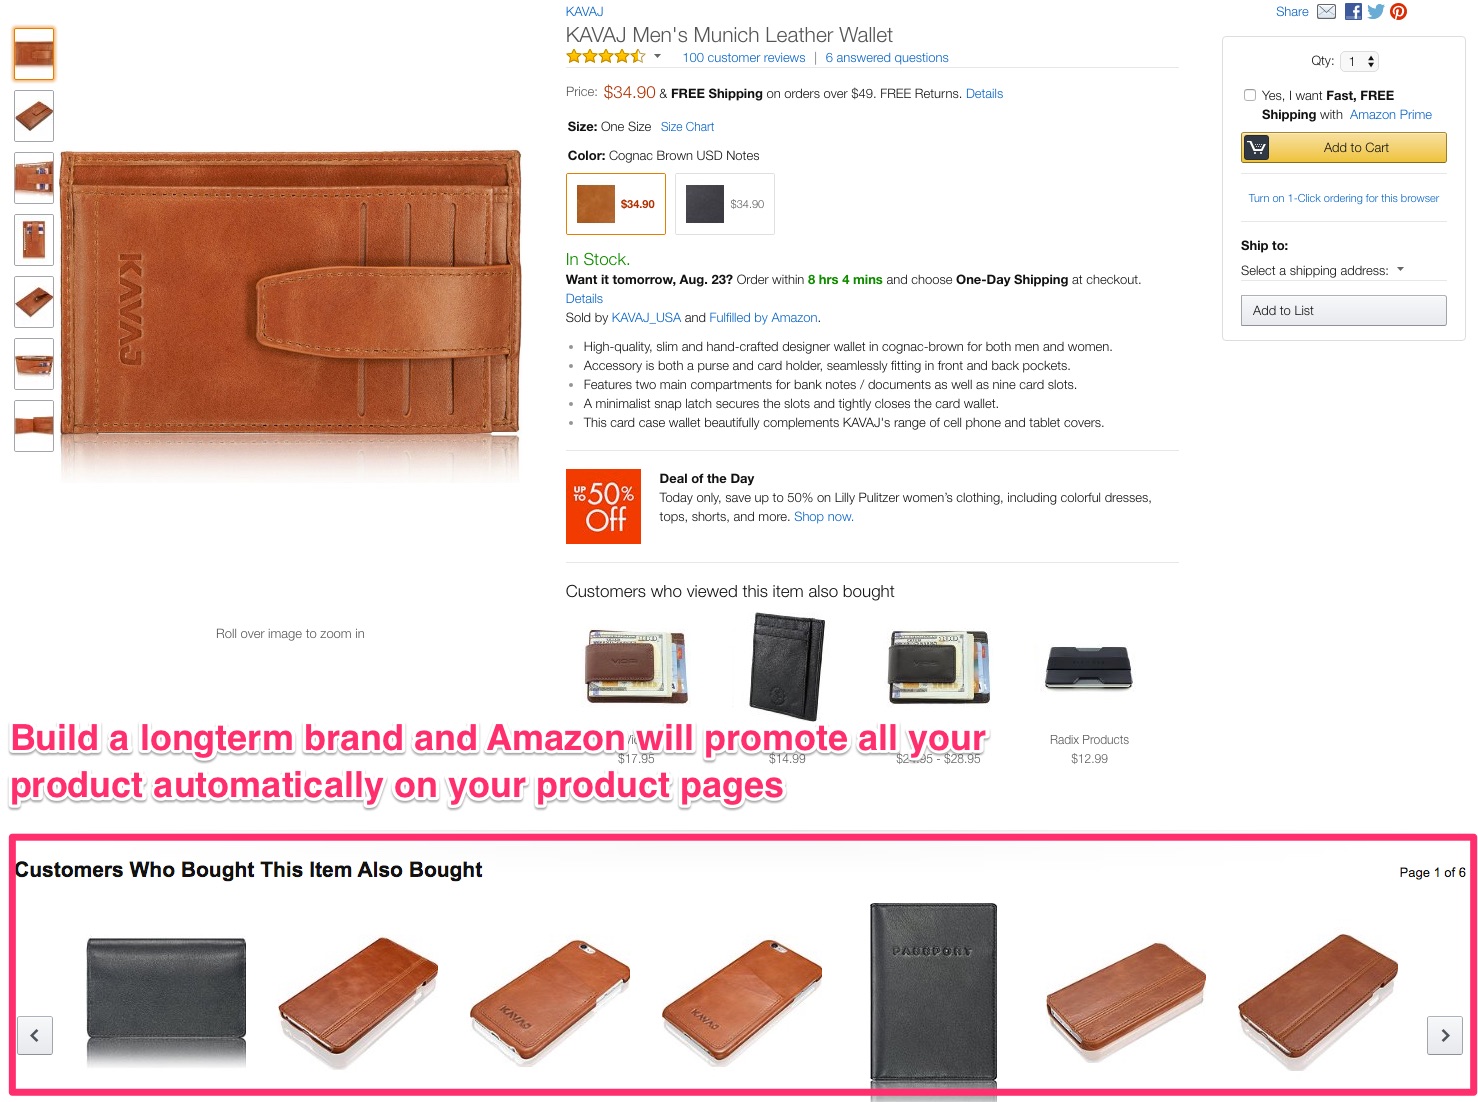 KAVAJ
KAVAJ Men's Munich Leather Wallet
100 customer reviews | 6 answered questions
Price: $34.90 & FREE Shipping on orders over $49. FREE Returns. Details
Size: One Size Size Chart
Color: Cognac Brown USD Notes
$34.90
$34.90
In Stock.
Want it tomorrow, Aug. 23? Order within 8 hrs 4 mins and choose One-Day Shipping at checkout.
Details
Sold by KAVAJ_USA and Fulfilled by Amazon.
High-quality, slim and hand-crafted designer wallet in cognac-brown for both men and women.
Accessory is both a purse and card holder, seamlessly fitting in front and back pockets.
Features two main compartments for bank notes / documents as well as nine card slots.
A minimalist snap latch secures the slots and tightly closes the card wallet.
This card case wallet beautifully complements KAVAJ's range of cell phone and tablet covers.
UP TO 50% Off
Deal of the Day
Today only, save up to 50% on Lilly Pulitzer women's clothing, including colorful dresses,
tops, shorts, and more. Shop now.
Share
Qty: 1
Yes, I want Fast, FREE
Shipping with Amazon Prime
Add to Cart
Turn on 1-Click ordering for this browser
Ship to:
Select a shipping address:
Add to List
KAVAJ
Roll over image to zoom in
Customers who viewed this item also bought
Radix Products
$17.95
$14.99
$24.95 - $28.95
$12.99
Build a longterm brand and Amazon will promote all your
product automatically on your product pages
Customers Who Bought This Item Also Bought
Page 1 of 6
KAVAJ
KAVAJ
PASSPORT